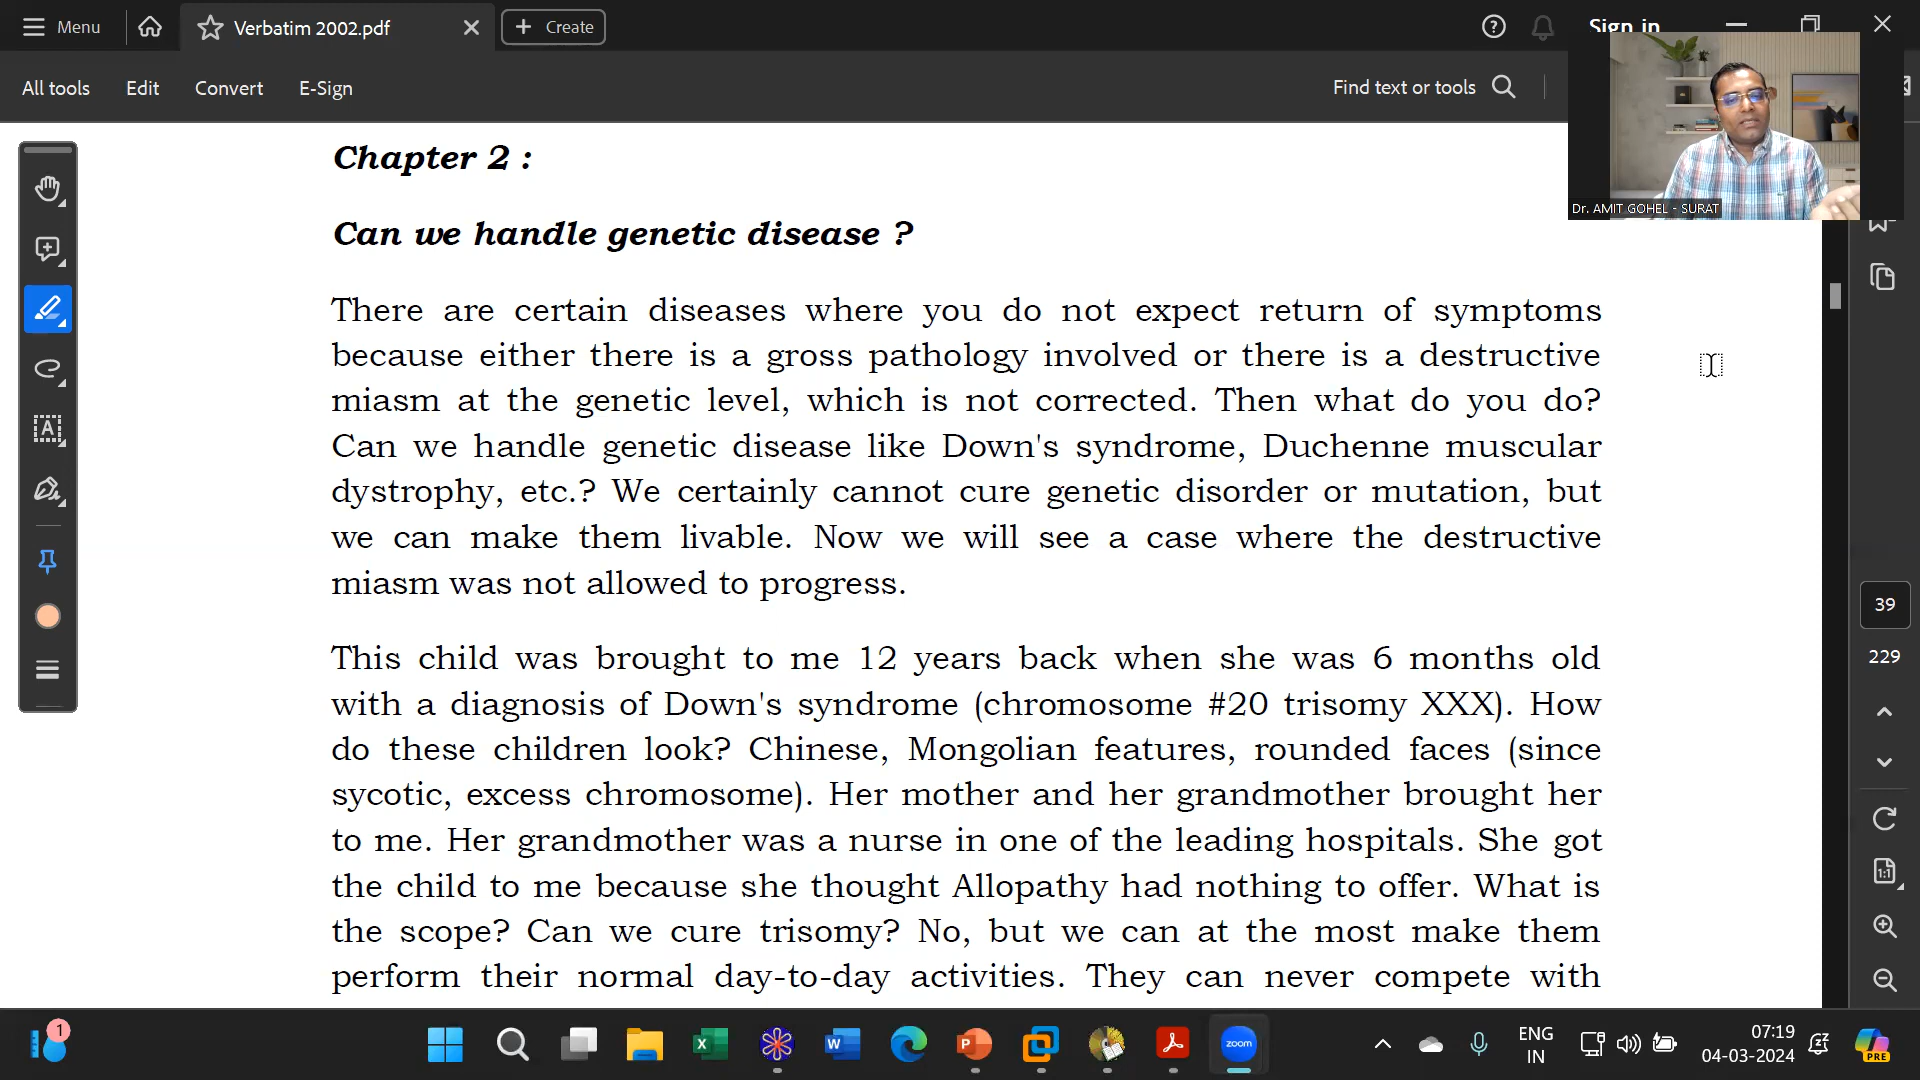 Menu
Verbatim 2002.pdf
Create
Sign in
All tools
Edit
Convert
E-Sign
Find text or tools
Dr. AMIT GOHEL - SURAT
Chapter 2 :
Can we handle genetic disease ?
There are certain diseases where you do not expect return of symptoms
because either there is a gross pathology involved or there is a destructive
miasm at the genetic level, which is not corrected. Then what do you do?
Can we handle genetic disease like Down's syndrome, Duchenne muscular
dystrophy, etc.? We certainly cannot cure genetic disorder or mutation, but
we can make them livable. Now we will see a case where the destructive
miasm was not allowed to progress.
This child was brought to me 12 years back when she was 6 months old
with a diagnosis of Down's syndrome (chromosome #20 trisomy XXX). How
do these children look? Chinese, Mongolian features, rounded faces (since
sycotic, excess chromosome). Her mother and her grandmother brought her
to me. Her grandmother was a nurse in one of the leading hospitals. She got
the child to me because she thought Allopathy had nothing to offer. What is
the scope? Can we cure trisomy? No, but we can at the most make them
perform their normal day-to-day activities. They can never compete with
39
229
1:1
1
zoom
ENG
IN
07:19
04-03-2024
PRE